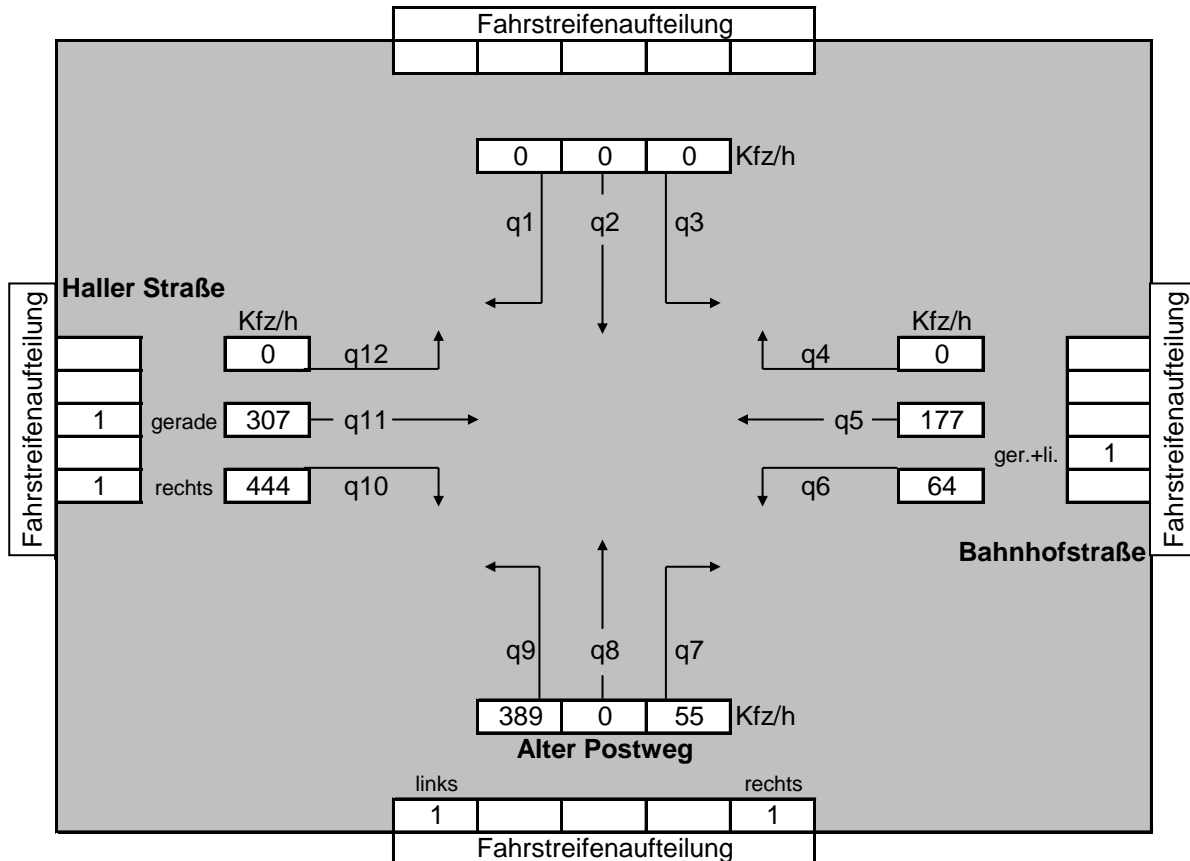 Fahrstreifenaufteilung
0 0 0 Kfz/h
q1 q2 q3
Haller Straße
Fahrstreifenaufteilung
Kfz/h
0 q12
1 gerade 307 q11
1 rechts 444 q10
Kfz/h
q4 0
q5 177
ger.+li. 1
q6 64
Fahrstreifenaufteilung
Bahnhofstraße
q9 q8 q7
389 0 55 Kfz/h
Alter Postweg
links rechts
1 1
Fahrstreifenaufteilung